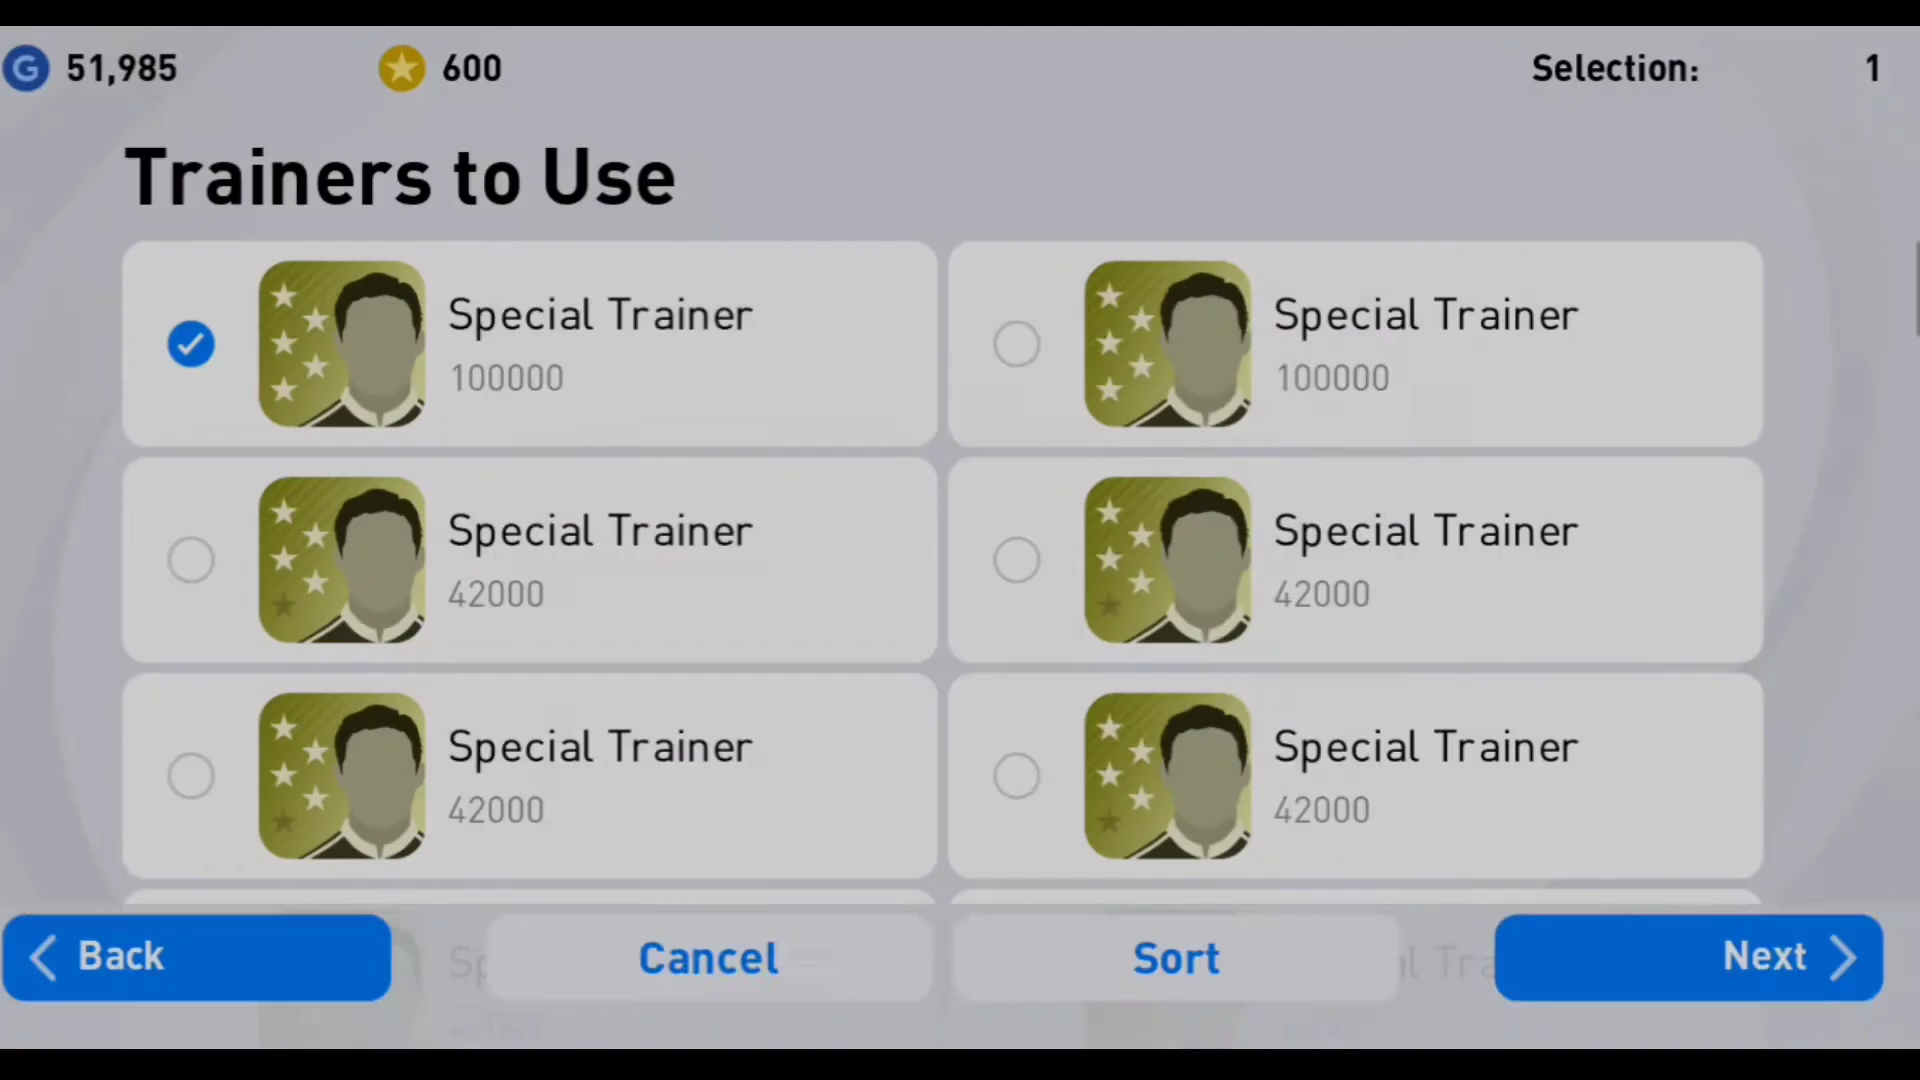 G 51,985
600
Selection: 1
Trainers to Use
Special Trainer
100000
Special Trainer
100000
Special Trainer
42000
Special Trainer
42000
Special Trainer
42000
Special Trainer
42000
Back
Cancel
Sort
Next